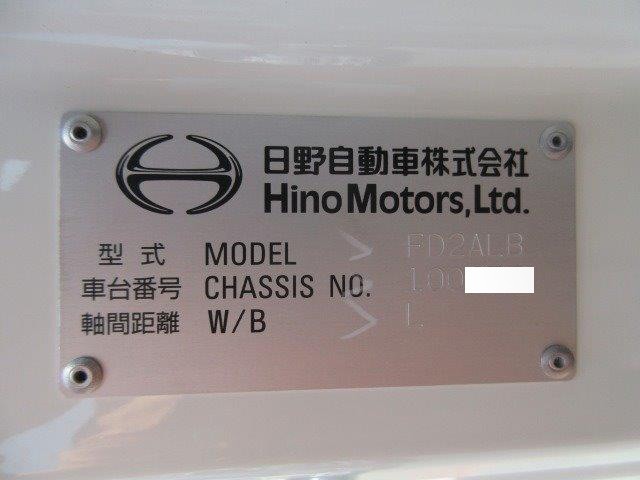 日野自動車株式会社
Hino Motors, Ltd.
型式 MODEL FD2ALB
車台番号 CHASSIS NO. 100
軸間距離 W/B L